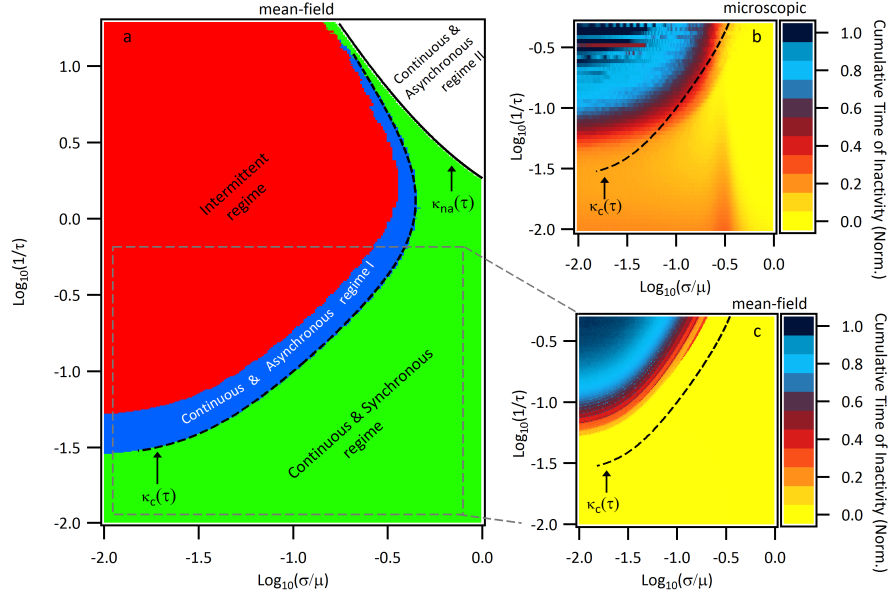 mean-field
a
Continuous &
Asynchronous
regime II
Intermittent
regime
κna(τ)
Continuous & Asynchronous regime I
Continuous & Synchronous
regime
κc(τ)
1.0
0.5
0.0
-0.5
-1.0
-1.5
-2.0
Log10(1/τ)
-2.0 -1.5 -1.0 -0.5 0.0
Log10(σ/μ)
microscopic
b
κc(τ)
-0.5
-1.0
-1.5
-2.0
Log10(1/τ)
-2.0 -1.5 -1.0 -0.5 0.0
Log10(σ/μ)
1.0
0.8
0.6
0.4
0.2
0.0
Cumulative Time of Inactivity (Norm.)
mean-field
c
κc(τ)
-0.5
-1.0
-1.5
-2.0
Log10(1/τ)
-2.0 -1.5 -1.0 -0.5 0.0
Log10(σ/μ)
1.0
0.8
0.6
0.4
0.2
0.0
Cumulative Time of Inactivity (Norm.)